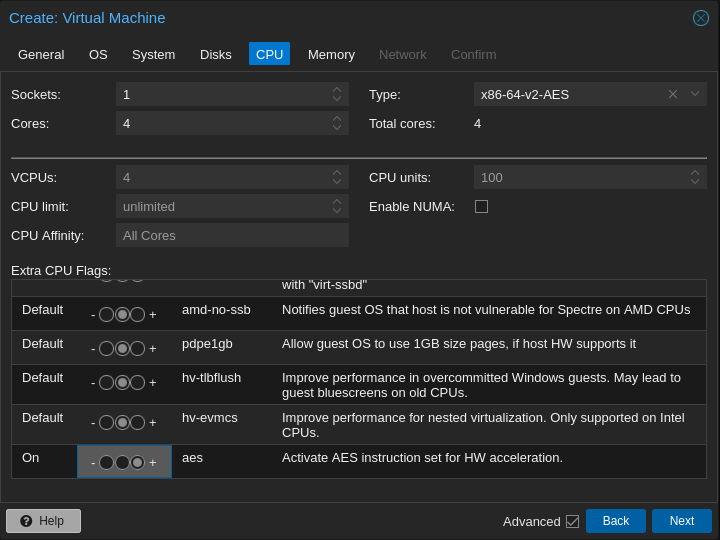 Create: Virtual Machine
General OS System Disks CPU Memory Network Confirm
Sockets: 1 Type: x86-64-v2-AES
Cores: 4 Total cores: 4
VCPUs: 4 CPU units: 100
CPU limit: unlimited Enable NUMA:
CPU Affinity: All Cores
Extra CPU Flags:
with "virt-ssbd"
Default - + amd-no-ssb Notifies guest OS that host is not vulnerable for Spectre on AMD CPUs
Default - + pdpe1gb Allow guest OS to use 1GB size pages, if host HW supports it
Default - + hv-tlbflush Improve performance in overcommitted Windows guests. May lead to
guest bluescreens on old CPUs.
Default - + hv-evmcs Improve performance for nested virtualization. Only supported on Intel
CPUs.
On - + aes Activate AES instruction set for HW acceleration.
? Help Advanced Back Next